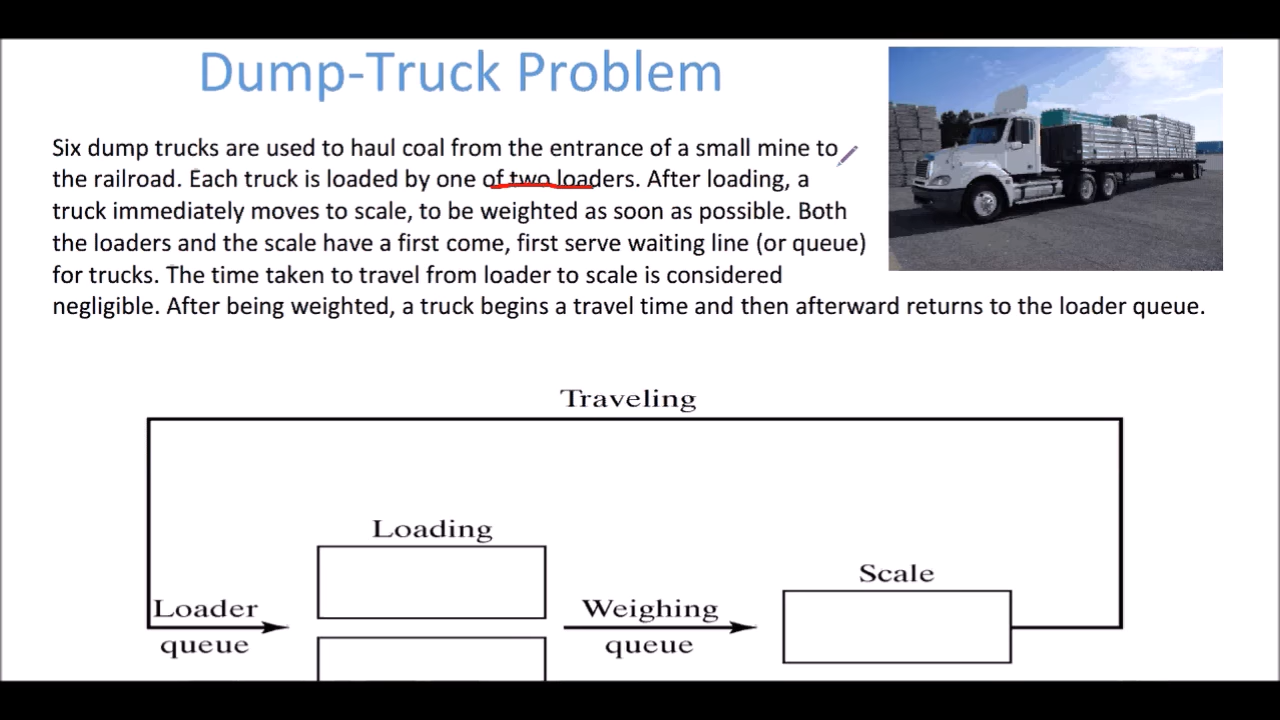 Dump-Truck Problem
Six dump trucks are used to haul coal from the entrance of a small mine to
the railroad. Each truck is loaded by one of two loaders. After loading, a
truck immediately moves to scale, to be weighted as soon as possible. Both
the loaders and the scale have a first come, first serve waiting line (or queue)
for trucks. The time taken to travel from loader to scale is considered
negligible. After being weighted, a truck begins a travel time and then afterward returns to the loader queue.
Traveling
Loading
Scale
Loader
queue
Weighing
queue